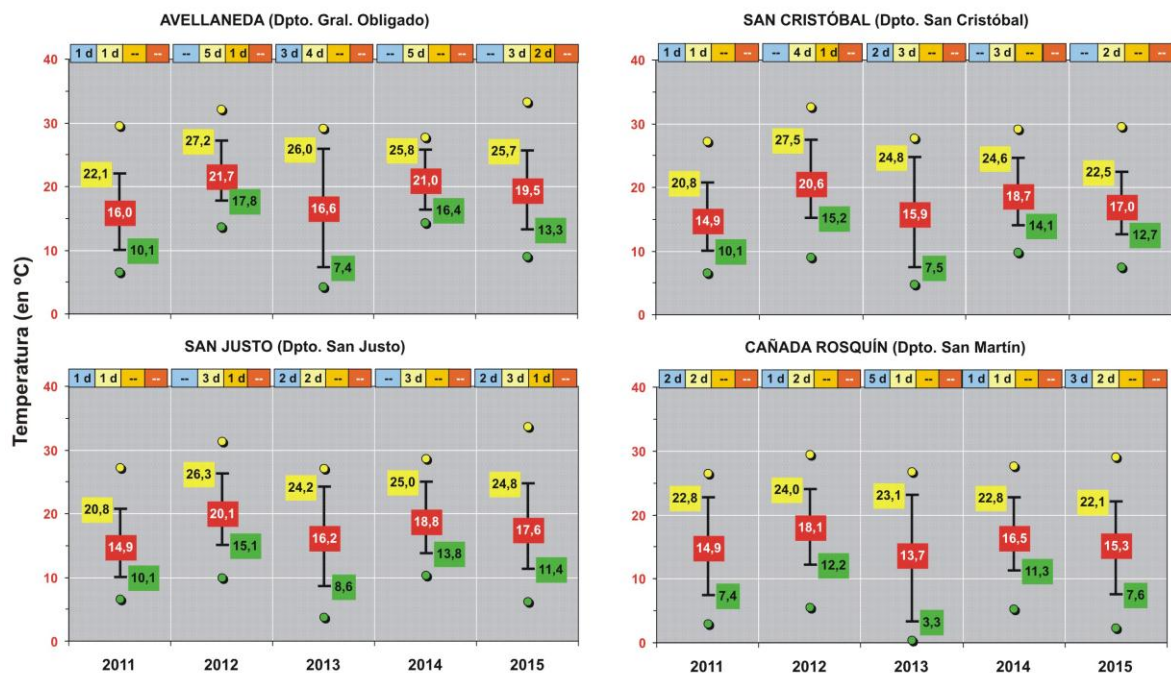 AVELLANEDA (Dpto. Gral. Obligado)
1 d 1 d -- -- -- 5 d 1 d -- 3 d 4 d -- -- -- 5 d -- -- -- 3 d 2 d --
40
30
20
10
0
22,1 27,2 26,0 25,8 25,7
16,0 21,7 16,6 21,0 19,5
10,1 17,8 7,4 16,4 13,3
SAN CRISTÓBAL (Dpto. San Cristóbal)
1 d 1 d -- -- -- 4 d 1 d -- 2 d 3 d -- -- -- 3 d -- -- -- 2 d -- --
40
30
20
10
0
20,8 27,5 24,8 24,6 22,5
14,9 20,6 15,9 18,7 17,0
10,1 15,2 7,5 14,1 12,7
Temperatura (en ºC)
SAN JUSTO (Dpto. San Justo)
1 d 1 d -- -- -- 3 d 1 d -- 2 d 2 d -- -- -- 3 d -- -- 2 d 3 d 1 d --
40
30
20
10
0
20,8 26,3 24,2 25,0 24,8
14,9 20,1 16,2 18,8 17,6
10,1 15,1 8,6 13,8 11,4
2011 2012 2013 2014 2015
CAÑADA ROSQUÍN (Dpto. San Martín)
2 d 2 d -- -- 1 d 2 d -- -- 5 d 1 d -- -- 1 d 1 d -- -- 3 d 2 d -- --
40
30
20
10
0
22,8 24,0 23,1 22,8 22,1
14,9 18,1 13,7 16,5 15,3
7,4 12,2 3,3 11,3 7,6
2011 2012 2013 2014 2015